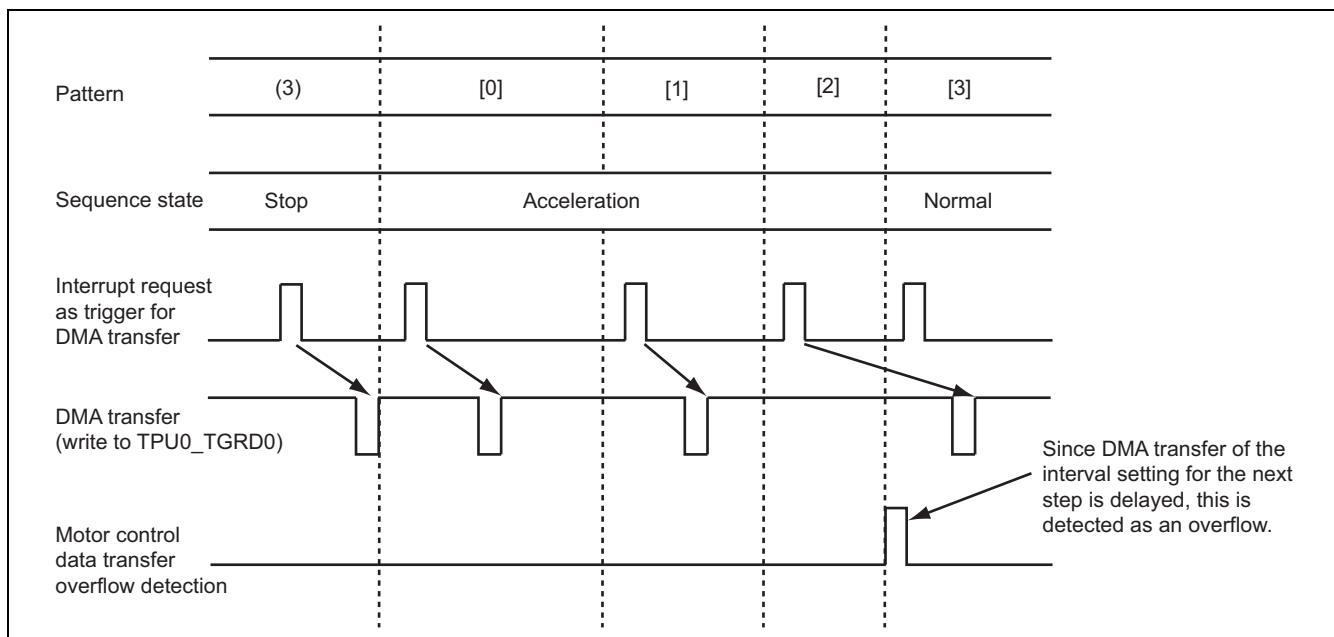 Pattern
(3)
[0]
[1]
[2]
[3]
Sequence state
Stop
Acceleration
Normal
Interrupt request
as trigger for
DMA transfer
DMA transfer
(write to TPU0_TGRD0)
Since DMA transfer of the
interval setting for the next
step is delayed, this is
detected as an overflow.
Motor control
data transfer
overflow detection